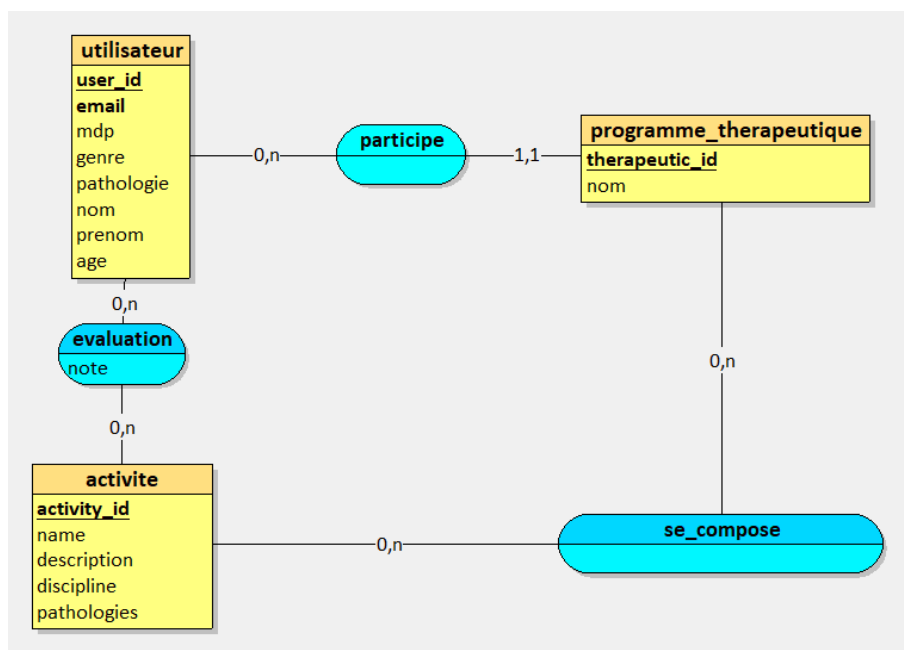 utilisateur
user_id
email
mdp
genre
pathologie
nom
prenom
age
0,n
participe
1,1
programme_therapeutique
therapeutic_id
nom
0,n
evaluation
note
0,n
0,n
activite
activity_id
name
description
discipline
pathologies
0,n
se_compose